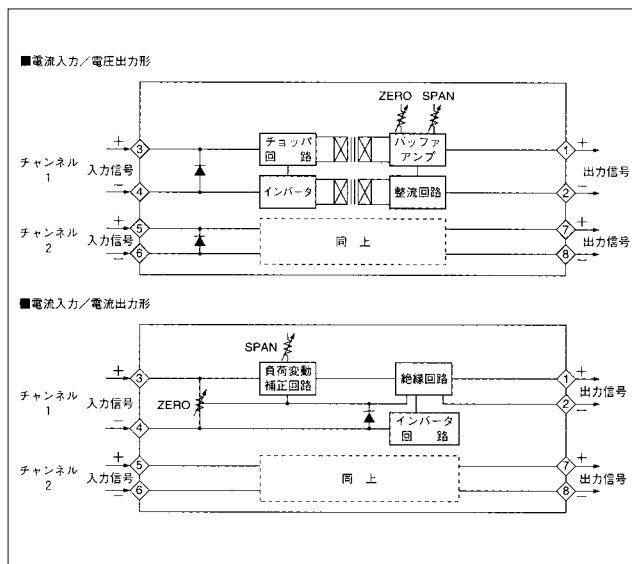 ■電流入力／電圧出力形
ZERO SPAN
チャンネル
1
＋
入力信号
－
3
4
チョッパ
回 路
バッファ
アンプ
インバータ
整流回路
1
2
＋
出力信号
－
チャンネル
2
＋
入力信号
－
5
6
同 上
7
8
＋
出力信号
－
■電流入力／電流出力形
SPAN
チャンネル
1
＋
入力信号
－
3
4
ZERO
負荷変動
補正回路
絶縁回路
インバータ
回 路
1
2
＋
出力信号
－
チャンネル
2
＋
入力信号
－
5
6
同 上
7
8
＋
出力信号
－